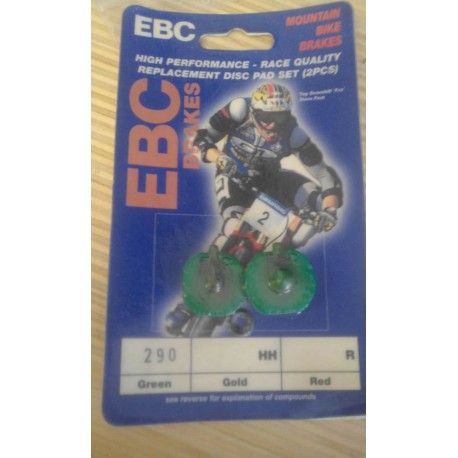 EBC
MOUNTAIN
BIKE
BRAKES
HIGH PERFORMANCE - RACE QUALITY
REPLACEMENT DISC PAD SET (2PCS)
EBC
BRAKES
2
290 HH R
Green Gold Red
see reverse for explanation of compounds